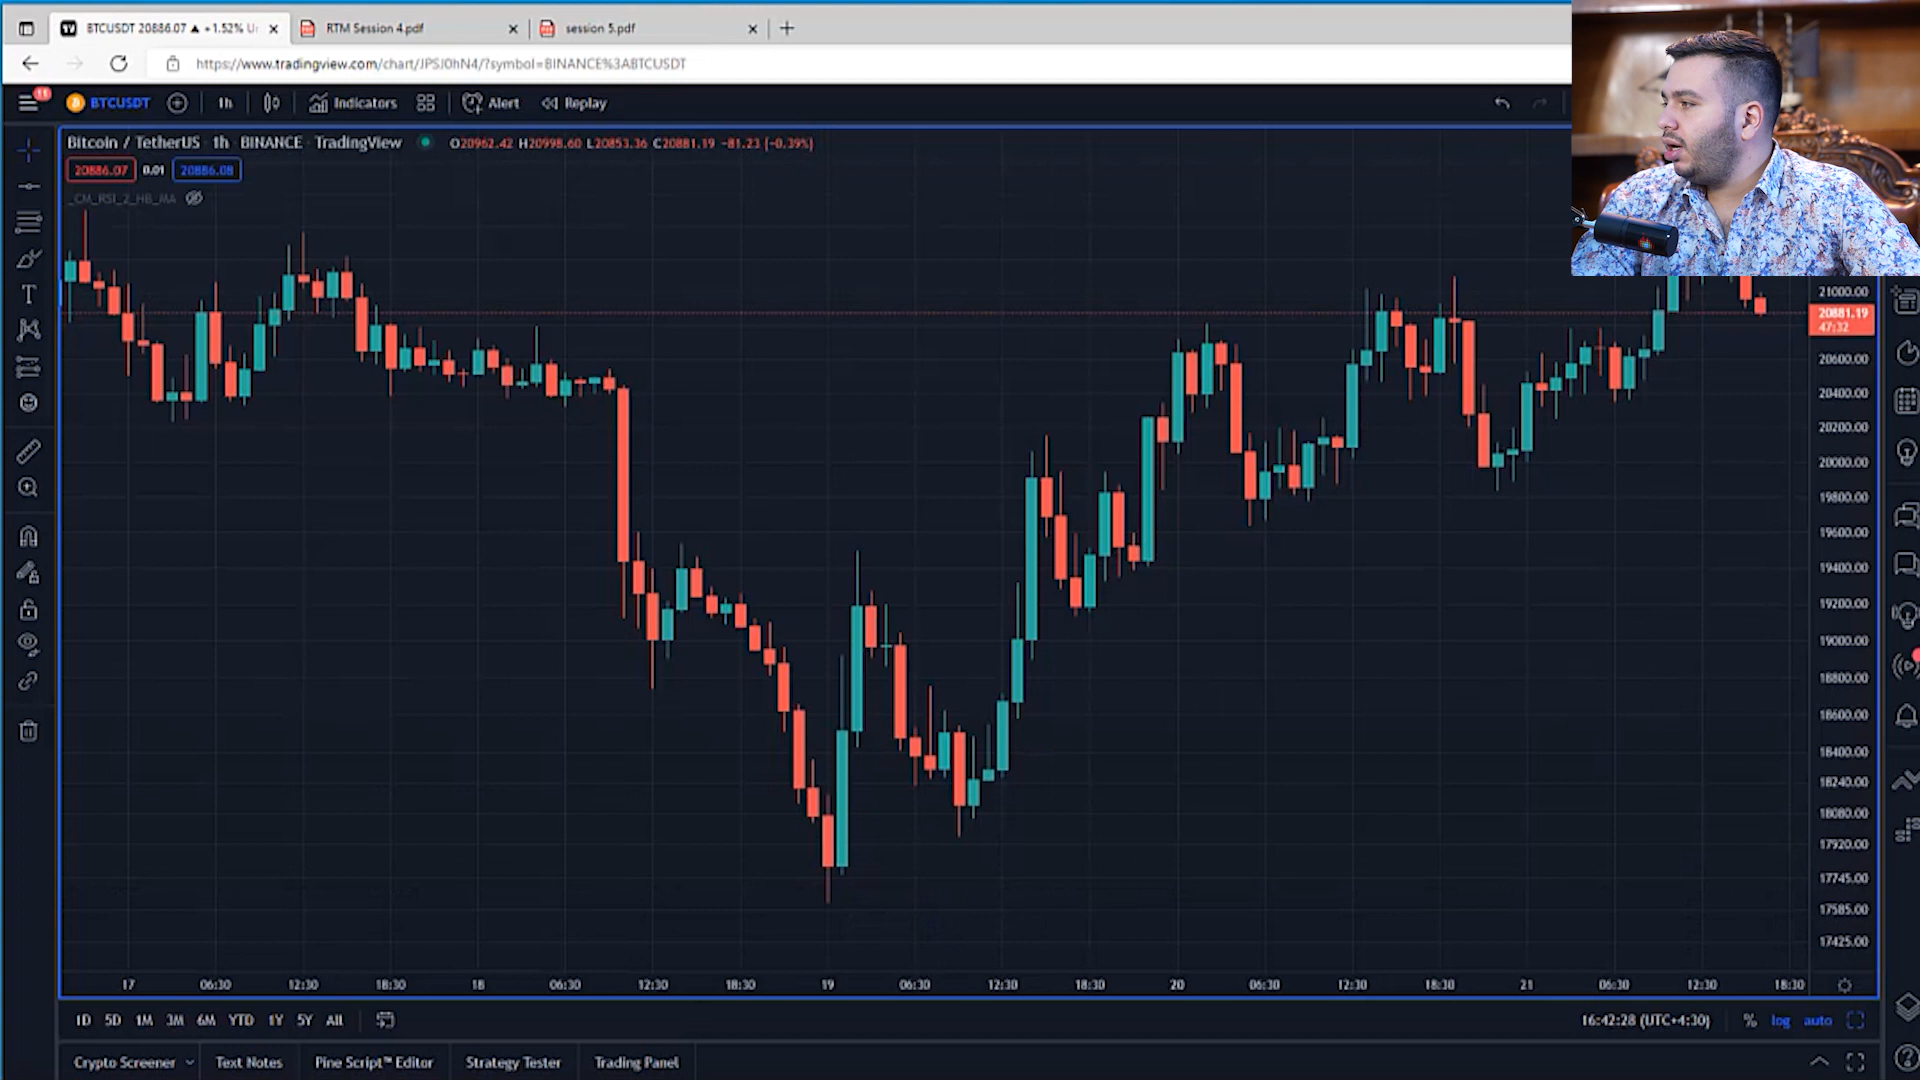 BTCUSDT 20886.07 ▲ +1.52% Un
RTM Session 4.pdf
session 5.pdf
https://www.tradingview.com/chart/JPSJ0hN4/?symbol=BINANCE%3ABTCUSDT
11
BTCUSDT
1h
Indicators
Alert
Replay
Bitcoin / TetherUS 1h BINANCE TradingView O20962.42 H20998.60 L20853.36 C20881.19 −81.23 (−0.39%)
20886.07 0.01 20886.08
_CM_RSI_2_HB_MA
21000.00
20881.19
47:32
20600.00
20400.00
20200.00
20000.00
19800.00
19600.00
19400.00
19200.00
19000.00
18800.00
18600.00
18400.00
18240.00
18080.00
17920.00
17745.00
17585.00
17425.00
17 06:30 12:30 18:30 18 06:30 12:30 18:30 19 06:30 12:30 18:30 20 06:30 12:30 18:30 21 06:30 12:30 18:30
1D 5D 1M 3M 6M YTD 1Y 5Y All
16:42:28 (UTC+4:30) % log auto
Crypto Screener Text Notes Pine Script™ Editor Strategy Tester Trading Panel